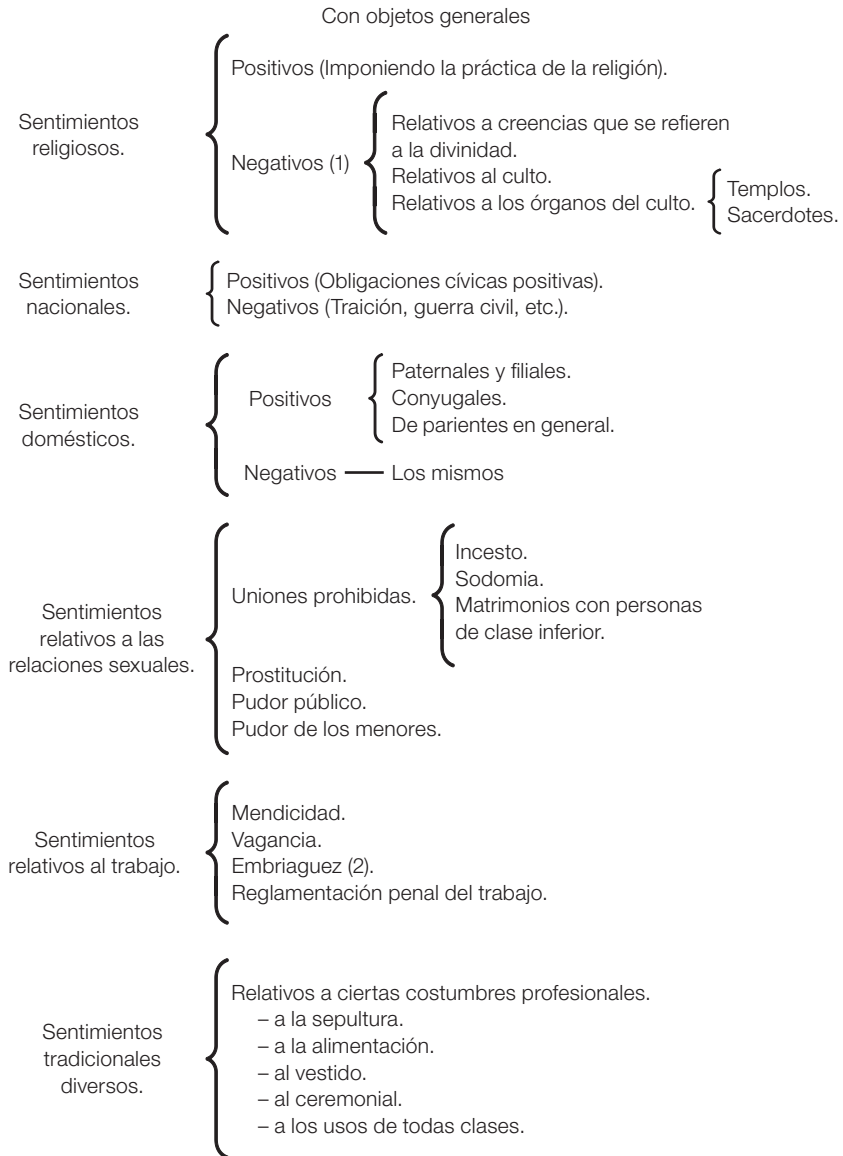 Con objetos generales
Sentimientos
religiosos.
Positivos (Imponiendo la práctica de la religión).
Negativos (1)
Relativos a creencias que se refieren
a la divinidad.
Relativos al culto.
Relativos a los órganos del culto.
Templos.
Sacerdotes.
Sentimientos
nacionales.
Positivos (Obligaciones cívicas positivas).
Negativos (Traición, guerra civil, etc.).
Sentimientos
domésticos.
Positivos
Paternales y filiales.
Conyugales.
De parientes en general.
Negativos
Los mismos
Sentimientos
relativos a las
relaciones sexuales.
Uniones prohibidas.
Incesto.
Sodomia.
Matrimonios con personas
de clase inferior.
Prostitución.
Pudor público.
Pudor de los menores.
Sentimientos
relativos al trabajo.
Mendicidad.
Vagancia.
Embriaguez (2).
Reglamentación penal del trabajo.
Sentimientos
tradicionales
diversos.
Relativos a ciertas costumbres profesionales.
– a la sepultura.
– a la alimentación.
– al vestido.
– al ceremonial.
– a los usos de todas clases.